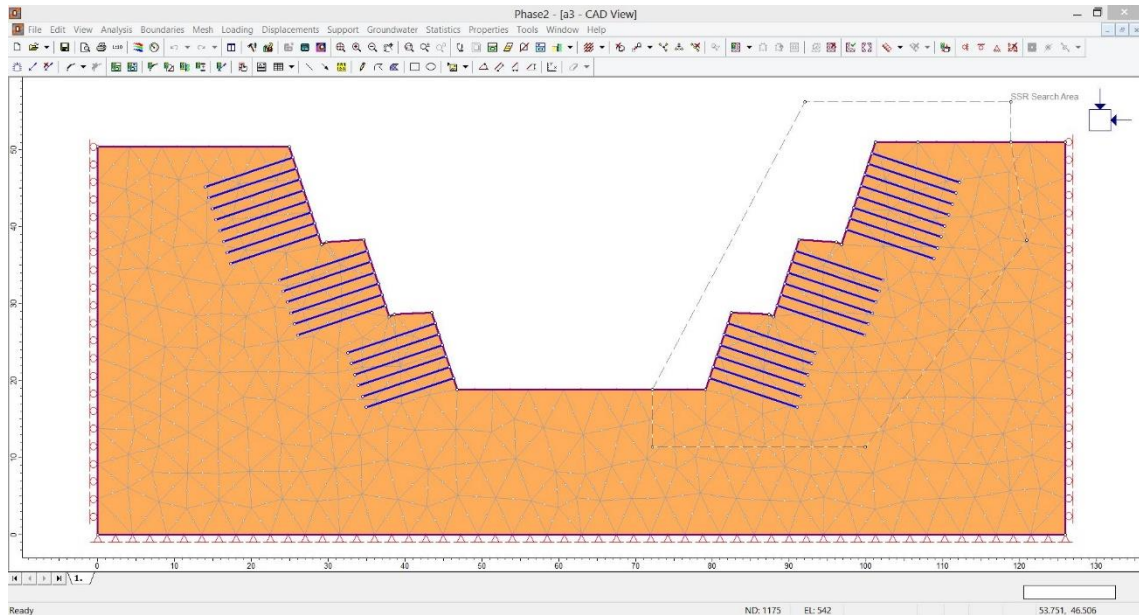 Phase2 - [a3 - CAD View]
File Edit View Analysis Boundaries Mesh Loading Displacements Support Groundwater Statistics Properties Tools Window Help
SSR Search Area
50
40
30
20
10
0
0 10 20 30 40 50 60 70 80 90 100 110 120 130
1.
Ready ND: 1175 EL: 542 53.751, 46.506